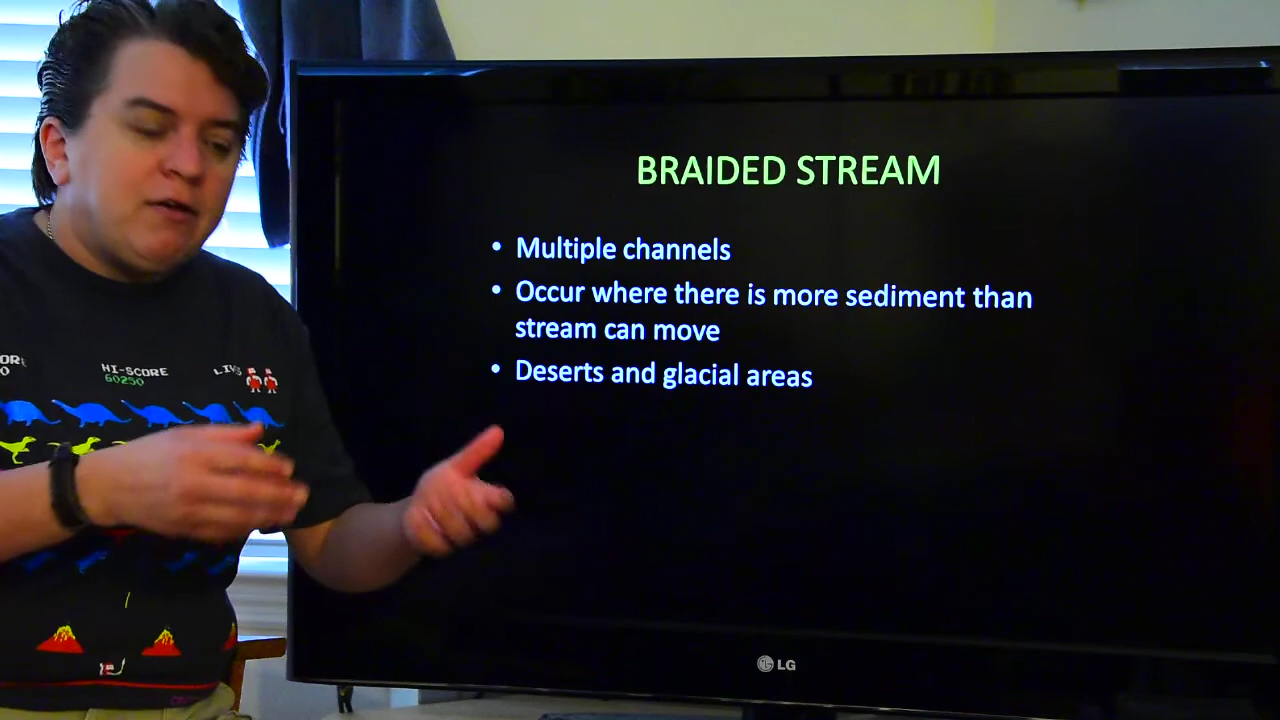 BRAIDED STREAM
• Multiple channels
• Occur where there is more sediment than
stream can move
• Deserts and glacial areas
HI-SCORE
60250
LG